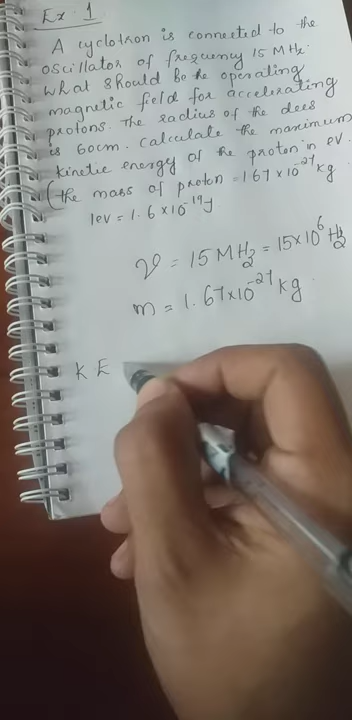 Ex: 1
A cyclotron is connected to the
oscillator of frequency 15 MHz.
What should be the operating
magnetic field for accelerating
protons. The radius of the dees
is 60cm. Calculate the maximum
kinetic energy of the proton in ev.
(the mass of proton = 1.67 × 10⁻²⁷ kg
1ev = 1.6 × 10⁻¹⁹J
ν = 15 MHz = 15×10⁶ Hz
m = 1.67×10⁻²⁷ kg.
KE